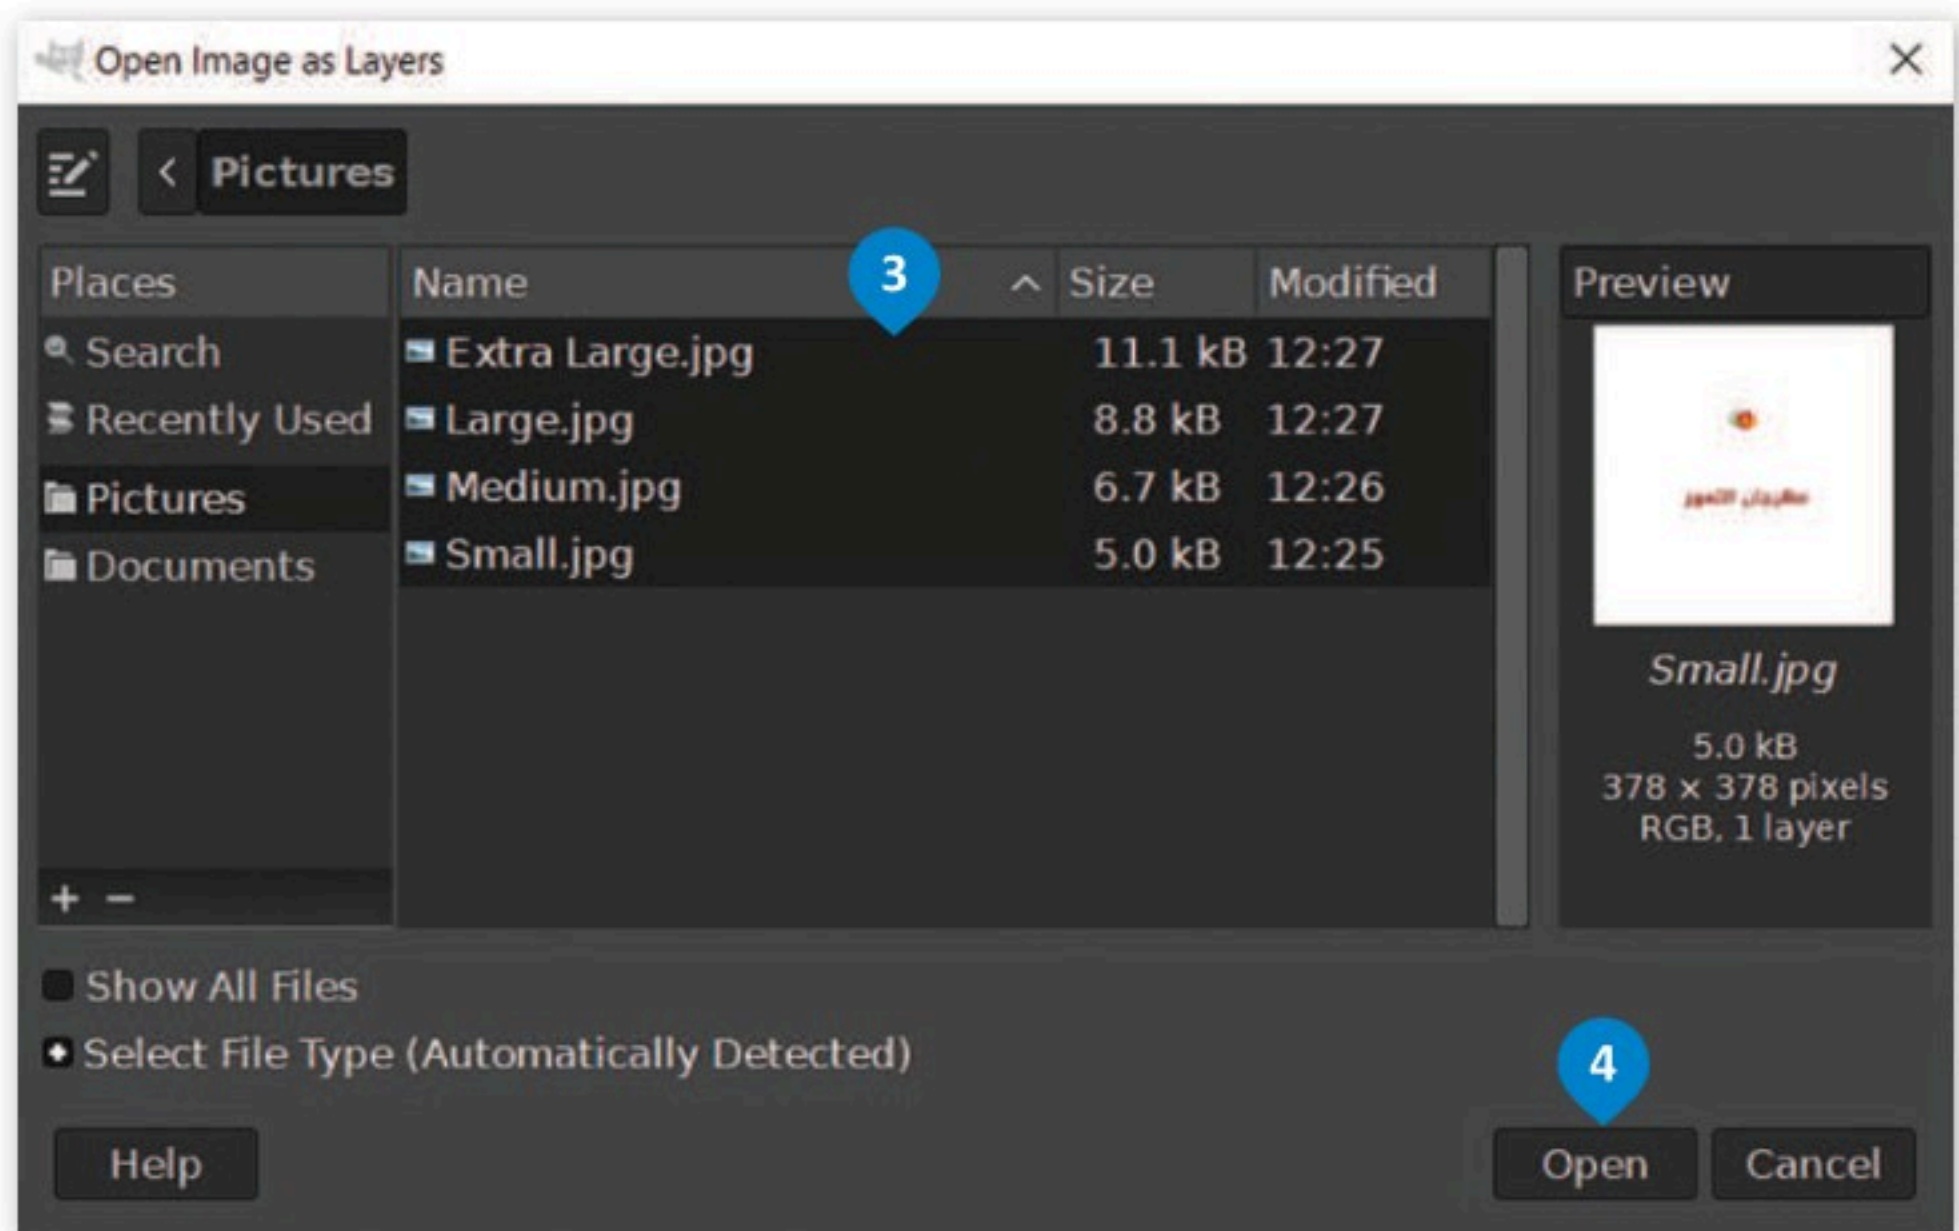 Open Image as Layers
Pictures
Places
Search
Recently Used
Pictures
Documents
Name Size Modified
3
Extra Large.jpg 11.1 kB 12:27
Large.jpg 8.8 kB 12:27
Medium.jpg 6.7 kB 12:26
Small.jpg 5.0 kB 12:25
Preview
مهرجان التمور
Small.jpg
5.0 kB
378 × 378 pixels
RGB, 1 layer
Show All Files
Select File Type (Automatically Detected)
4
Help
Open
Cancel